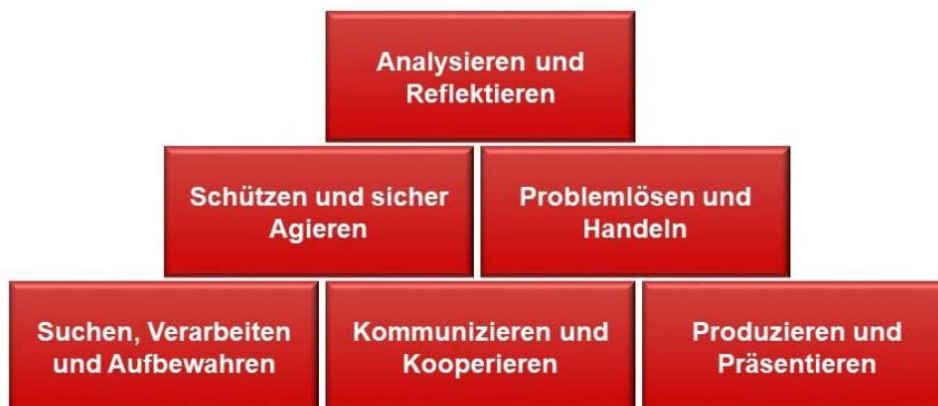 Analysieren und
Reflektieren
Schützen und sicher
Agieren
Problemlösen und
Handeln
Suchen, Verarbeiten
und Aufbewahren
Kommunizieren und
Kooperieren
Produzieren und
Präsentieren